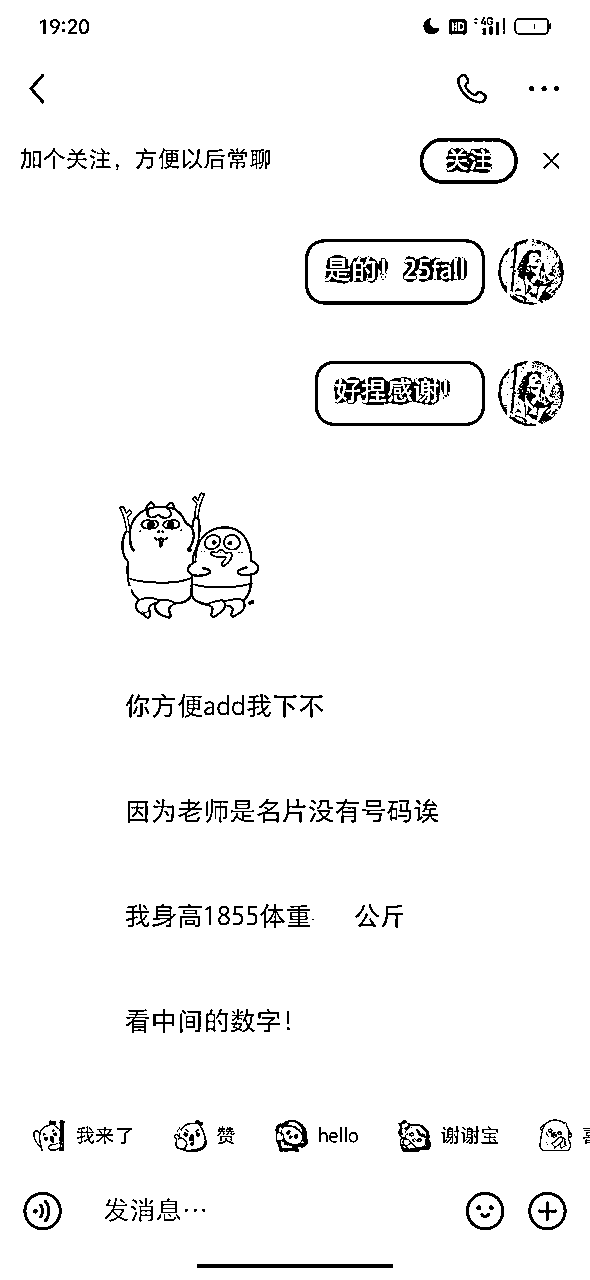 19:20
HD 4G
加个关注，方便以后常聊
关注
是的！25fall
好捏感谢！
你方便add我下不
因为老师是名片没有号码诶
我身高1855体重 公斤
看中间的数字！
我来了 赞 hello 谢谢宝
发消息…